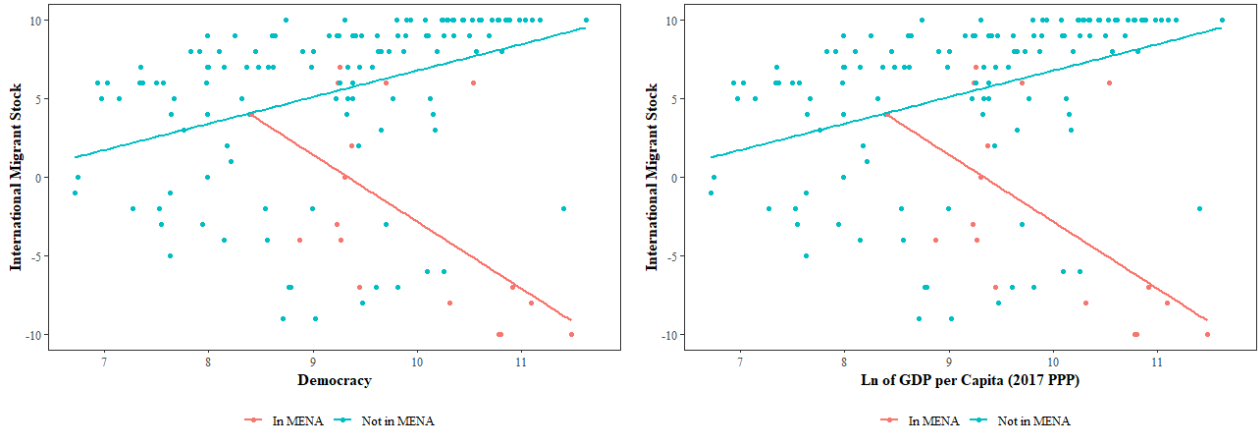 10
5
0
-5
-10
International Migrant Stock
7 8 9 10 11
Democracy
In MENA Not in MENA
10
5
0
-5
-10
International Migrant Stock
7 8 9 10 11
Ln of GDP per Capita (2017 PPP)
In MENA Not in MENA